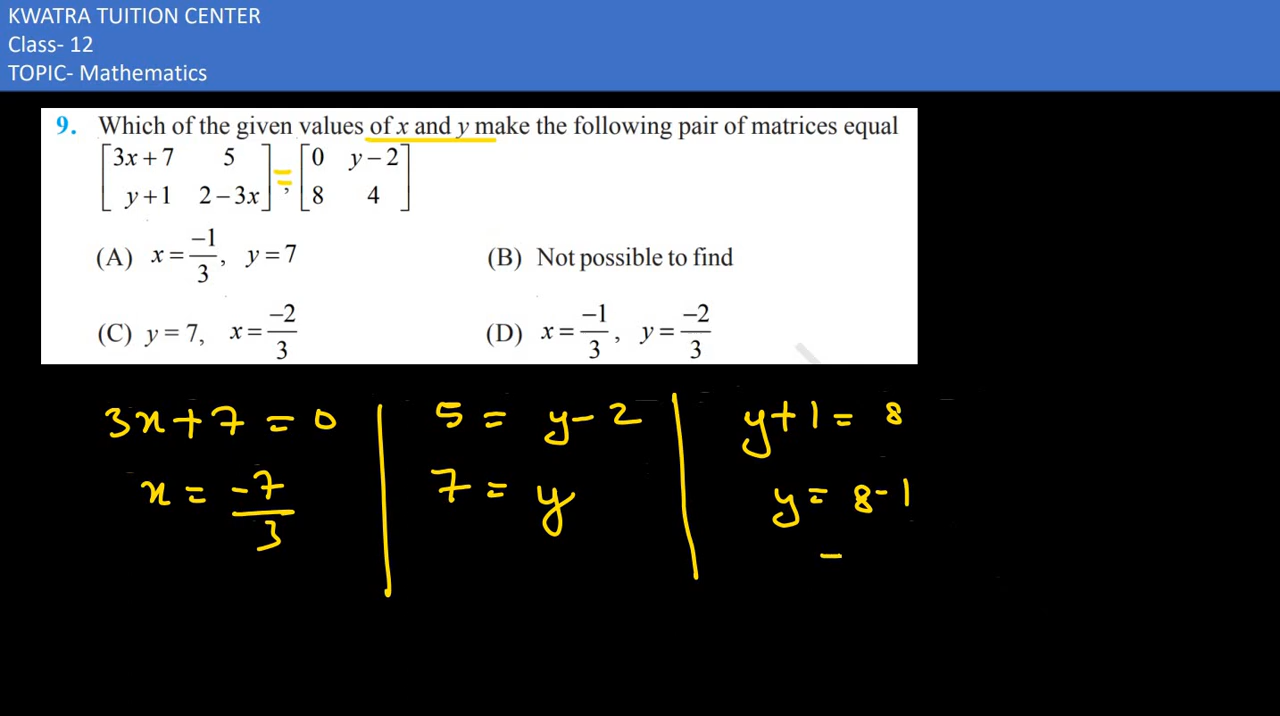 KWATRA TUITION CENTER
Class- 12
TOPIC- Mathematics
9. Which of the given values of x and y make the following pair of matrices equal
[3x + 7 5] = [0 y – 2]
[y + 1 2 – 3x] , [8 4]
(A) x = –1/3, y = 7 (B) Not possible to find
(C) y = 7, x = –2/3 (D) x = –1/3, y = –2/3
3x + 7 = 0 | 5 = y - 2 | y + 1 = 8
x = -7/3 | 7 = y | y = 8 - 1
–